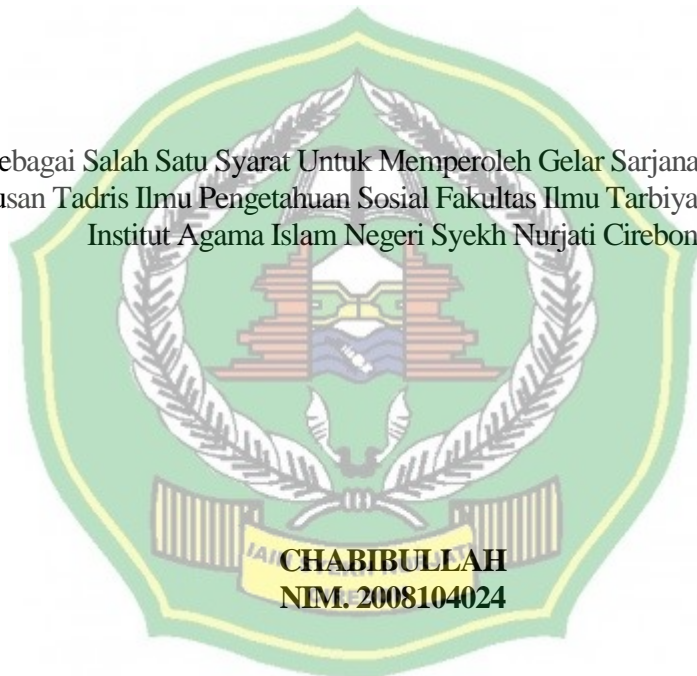 ebagai Salah Satu Syarat Untuk Memperoleh Gelar Sarjana
usan Tadris Ilmu Pengetahuan Sosial Fakultas Ilmu Tarbiya
Institut Agama Islam Negeri Syekh Nurjati Cirebon
IAIN
CHABIBULLAH
NIM. 2008104024